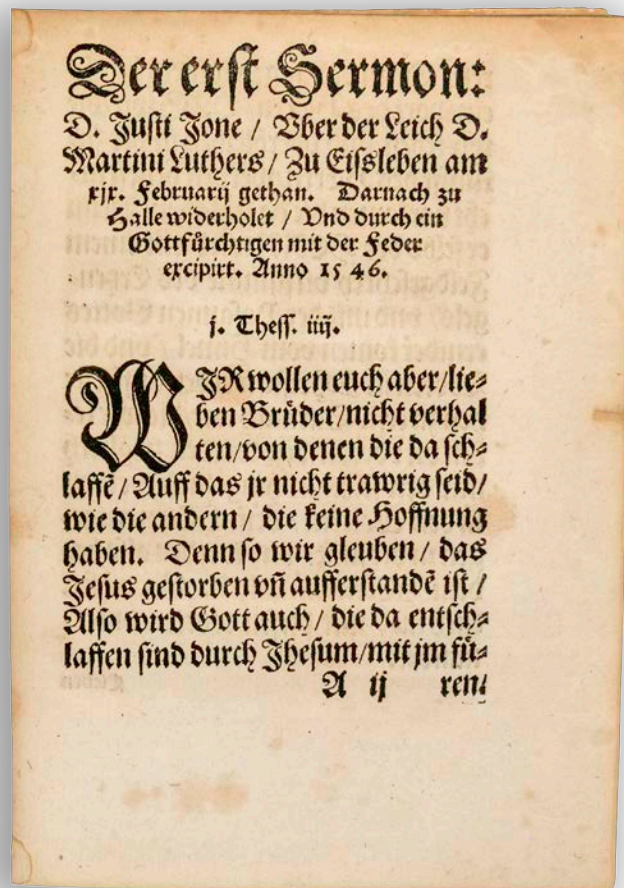 Der erst Sermon:
D. Justi Jone / Vber der Leich D.
Martini Luthers / Zu Eissleben am
xjx. Februarij gethan. Darnach zu
Halle widerholet / Vnd durch ein
Gottfürchtigen mit der Feder
excipirt. Anno 1546.
j. Thess. iiij.
WJR wollen euch aber / lie⸗
ben Brüder / nicht verhal
ten / von denen die da sch⸗
laffē / Auff das jr nicht trawrig seid /
wie die andern / die keine Hoffnung
haben. Denn so wir gleuben / das
Jesus gestorben vñ aufferstandē ist /
Also wird Gott auch / die da entsch⸗
laffen sind durch Jhesum / mit jm fü⸗
A ij ren: